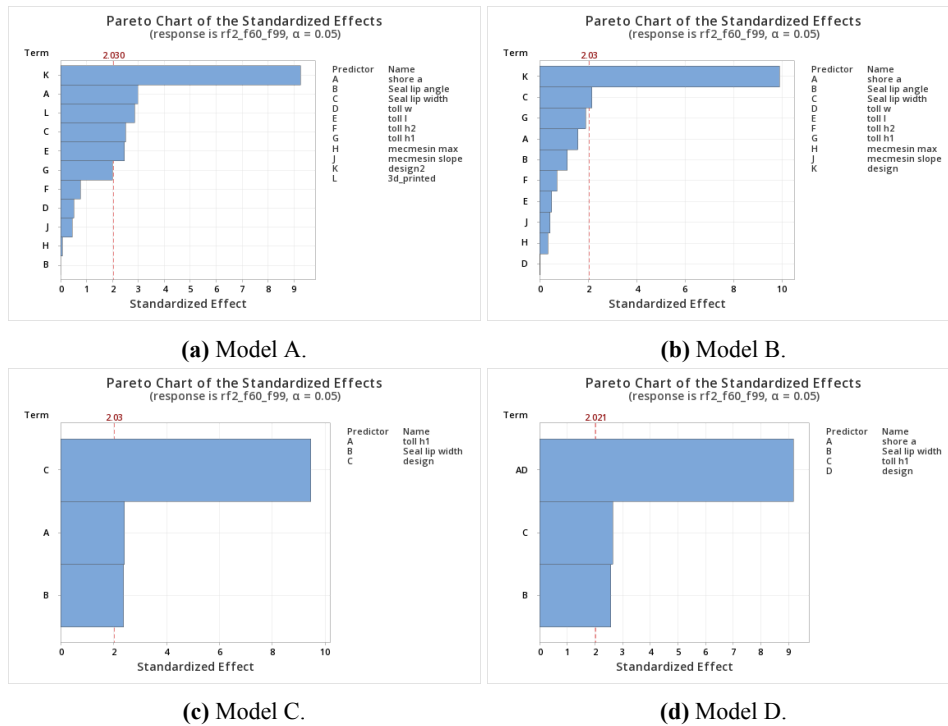 Pareto Chart of the Standardized Effects
(response is rf2_f60_f99, α = 0.05)
Term
2.030
K
A
L
C
E
G
F
D
J
H
B
0 1 2 3 4 5 6 7 8 9
Standardized Effect
Predictor Name
A shore a
B Seal lip angle
C Seal lip width
D toll w
E toll l
F toll h2
G toll h1
H mecmesin max
J mecmesin slope
K design2
L 3d_printed
(a) Model A.
Pareto Chart of the Standardized Effects
(response is rf2_f60_f99, α = 0.05)
Term
2.03
K
C
G
A
B
F
E
J
H
D
0 2 4 6 8 10
Standardized Effect
Predictor Name
A shore a
B Seal lip angle
C Seal lip width
D toll w
E toll l
F toll h2
G toll h1
H mecmesin max
J mecmesin slope
K design
(b) Model B.
Pareto Chart of the Standardized Effects
(response is rf2_f60_f99, α = 0.05)
Term
2.03
C
A
B
0 2 4 6 8 10
Standardized Effect
Predictor Name
A toll h1
B Seal lip width
C design
(c) Model C.
Pareto Chart of the Standardized Effects
(response is rf2_f60_f99, α = 0.05)
Term
2.021
AD
C
B
0 1 2 3 4 5 6 7 8 9
Standardized Effect
Predictor Name
A shore a
B Seal lip width
C toll h1
D design
(d) Model D.